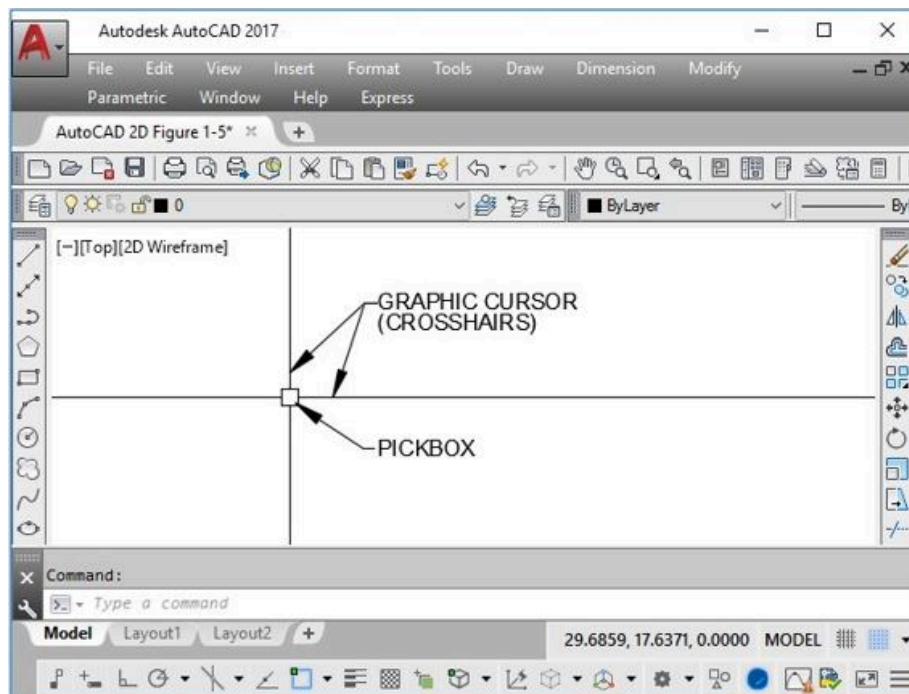 Autodesk AutoCAD 2017
File Edit View Insert Format Tools Draw Dimension Modify
Parametric Window Help Express
AutoCAD 2D Figure 1-5*
0 ByLayer By
[−][Top][2D Wireframe]
GRAPHIC CURSOR
(CROSSHAIRS)
PICKBOX
Command:
Type a command
Model Layout1 Layout2 + 29.6859, 17.6371, 0.0000 MODEL